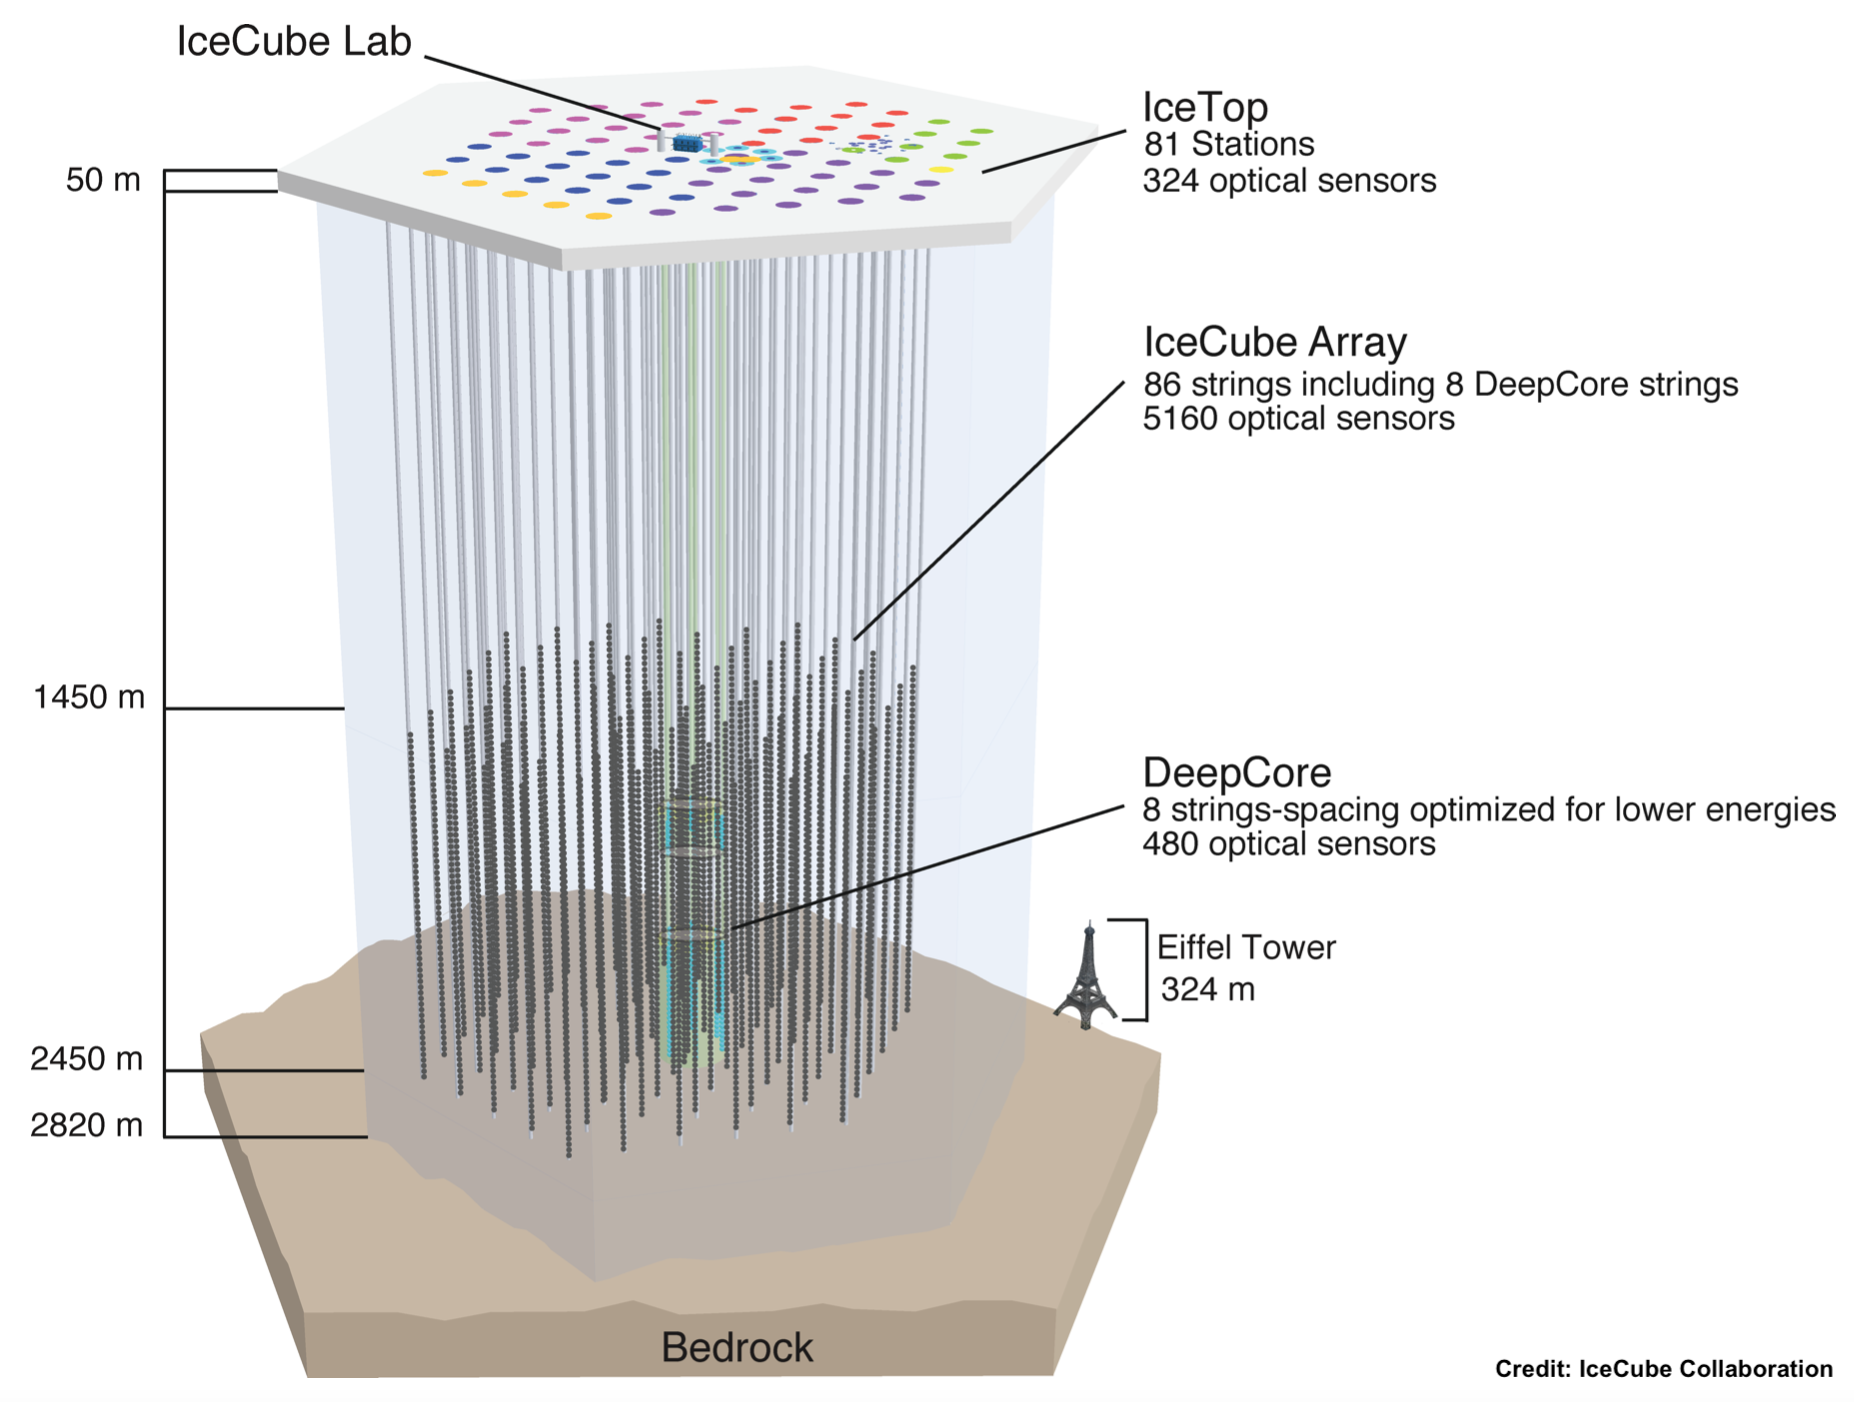 IceCube Lab
IceTop
81 Stations
324 optical sensors
50 m
IceCube Array
86 strings including 8 DeepCore strings
5160 optical sensors
1450 m
DeepCore
8 strings-spacing optimized for lower energies
480 optical sensors
Eiffel Tower
324 m
2450 m
2820 m
Bedrock
Credit: IceCube Collaboration